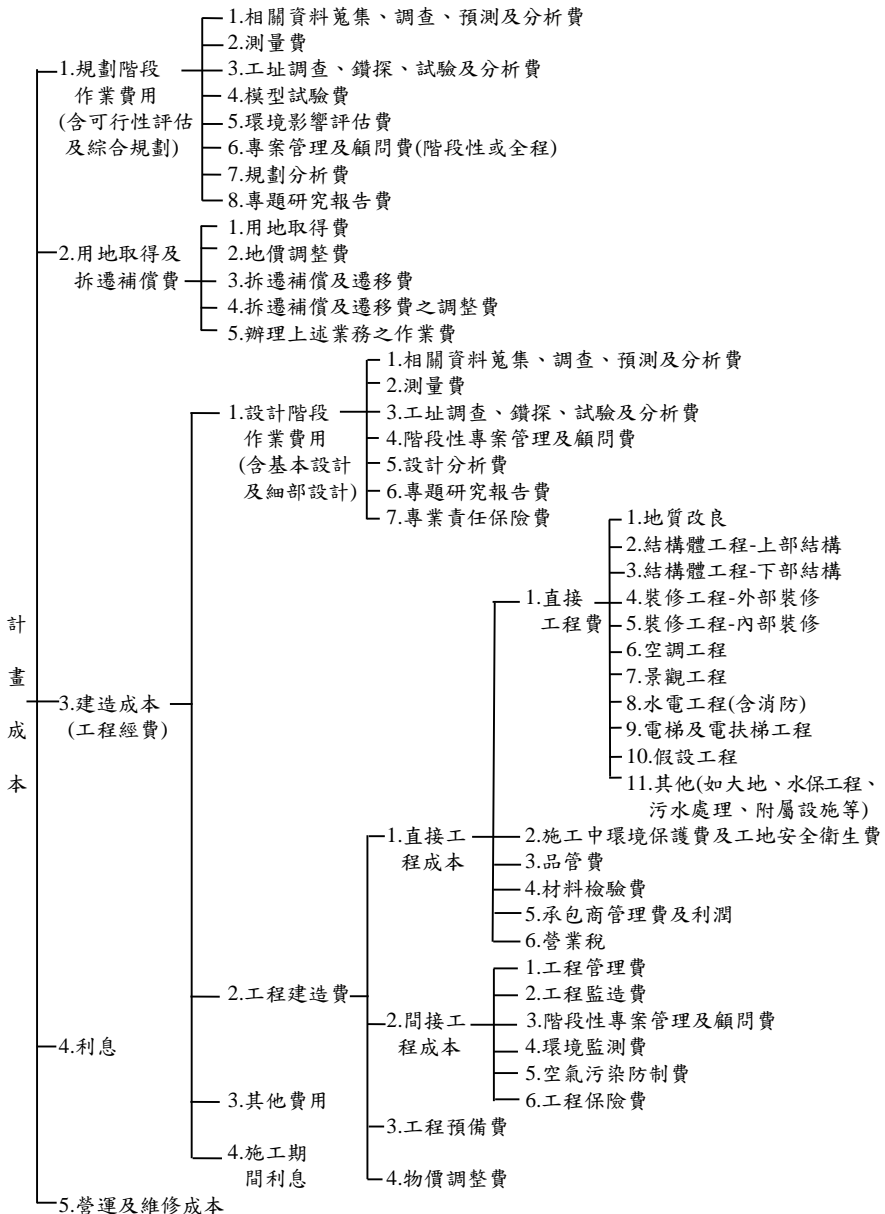 計畫成本
1.規劃階段
作業費用
(含可行性評估
及綜合規劃)
1.相關資料蒐集、調查、預測及分析費
2.測量費
3.工址調查、鑽探、試驗及分析費
4.模型試驗費
5.環境影響評估費
6.專案管理及顧問費(階段性或全程)
7.規劃分析費
8.專題研究報告費
2.用地取得及
拆遷補償費
1.用地取得費
2.地價調整費
3.拆遷補償及遷移費
4.拆遷補償及遷移費之調整費
5.辦理上述業務之作業費
3.建造成本
(工程經費)
1.設計階段
作業費用
(含基本設計
及細部設計)
1.相關資料蒐集、調查、預測及分析費
2.測量費
3.工址調查、鑽探、試驗及分析費
4.階段性專案管理及顧問費
5.設計分析費
6.專題研究報告費
7.專業責任保險費
2.工程建造費
1.直接工
程成本
1.直接
工程費
1.地質改良
2.結構體工程-上部結構
3.結構體工程-下部結構
4.裝修工程-外部裝修
5.裝修工程-內部裝修
6.空調工程
7.景觀工程
8.水電工程(含消防)
9.電梯及電扶梯工程
10.假設工程
11.其他(如大地、水保工程、
污水處理、附屬設施等)
2.施工中環境保護費及工地安全衛生費
3.品管費
4.材料檢驗費
5.承包商管理費及利潤
6.營業稅
2.間接工
程成本
1.工程管理費
2.工程監造費
3.階段性專案管理及顧問費
4.環境監測費
5.空氣污染防制費
6.工程保險費
3.工程預備費
4.物價調整費
3.其他費用
4.施工期
間利息
4.利息
5.營運及維修成本